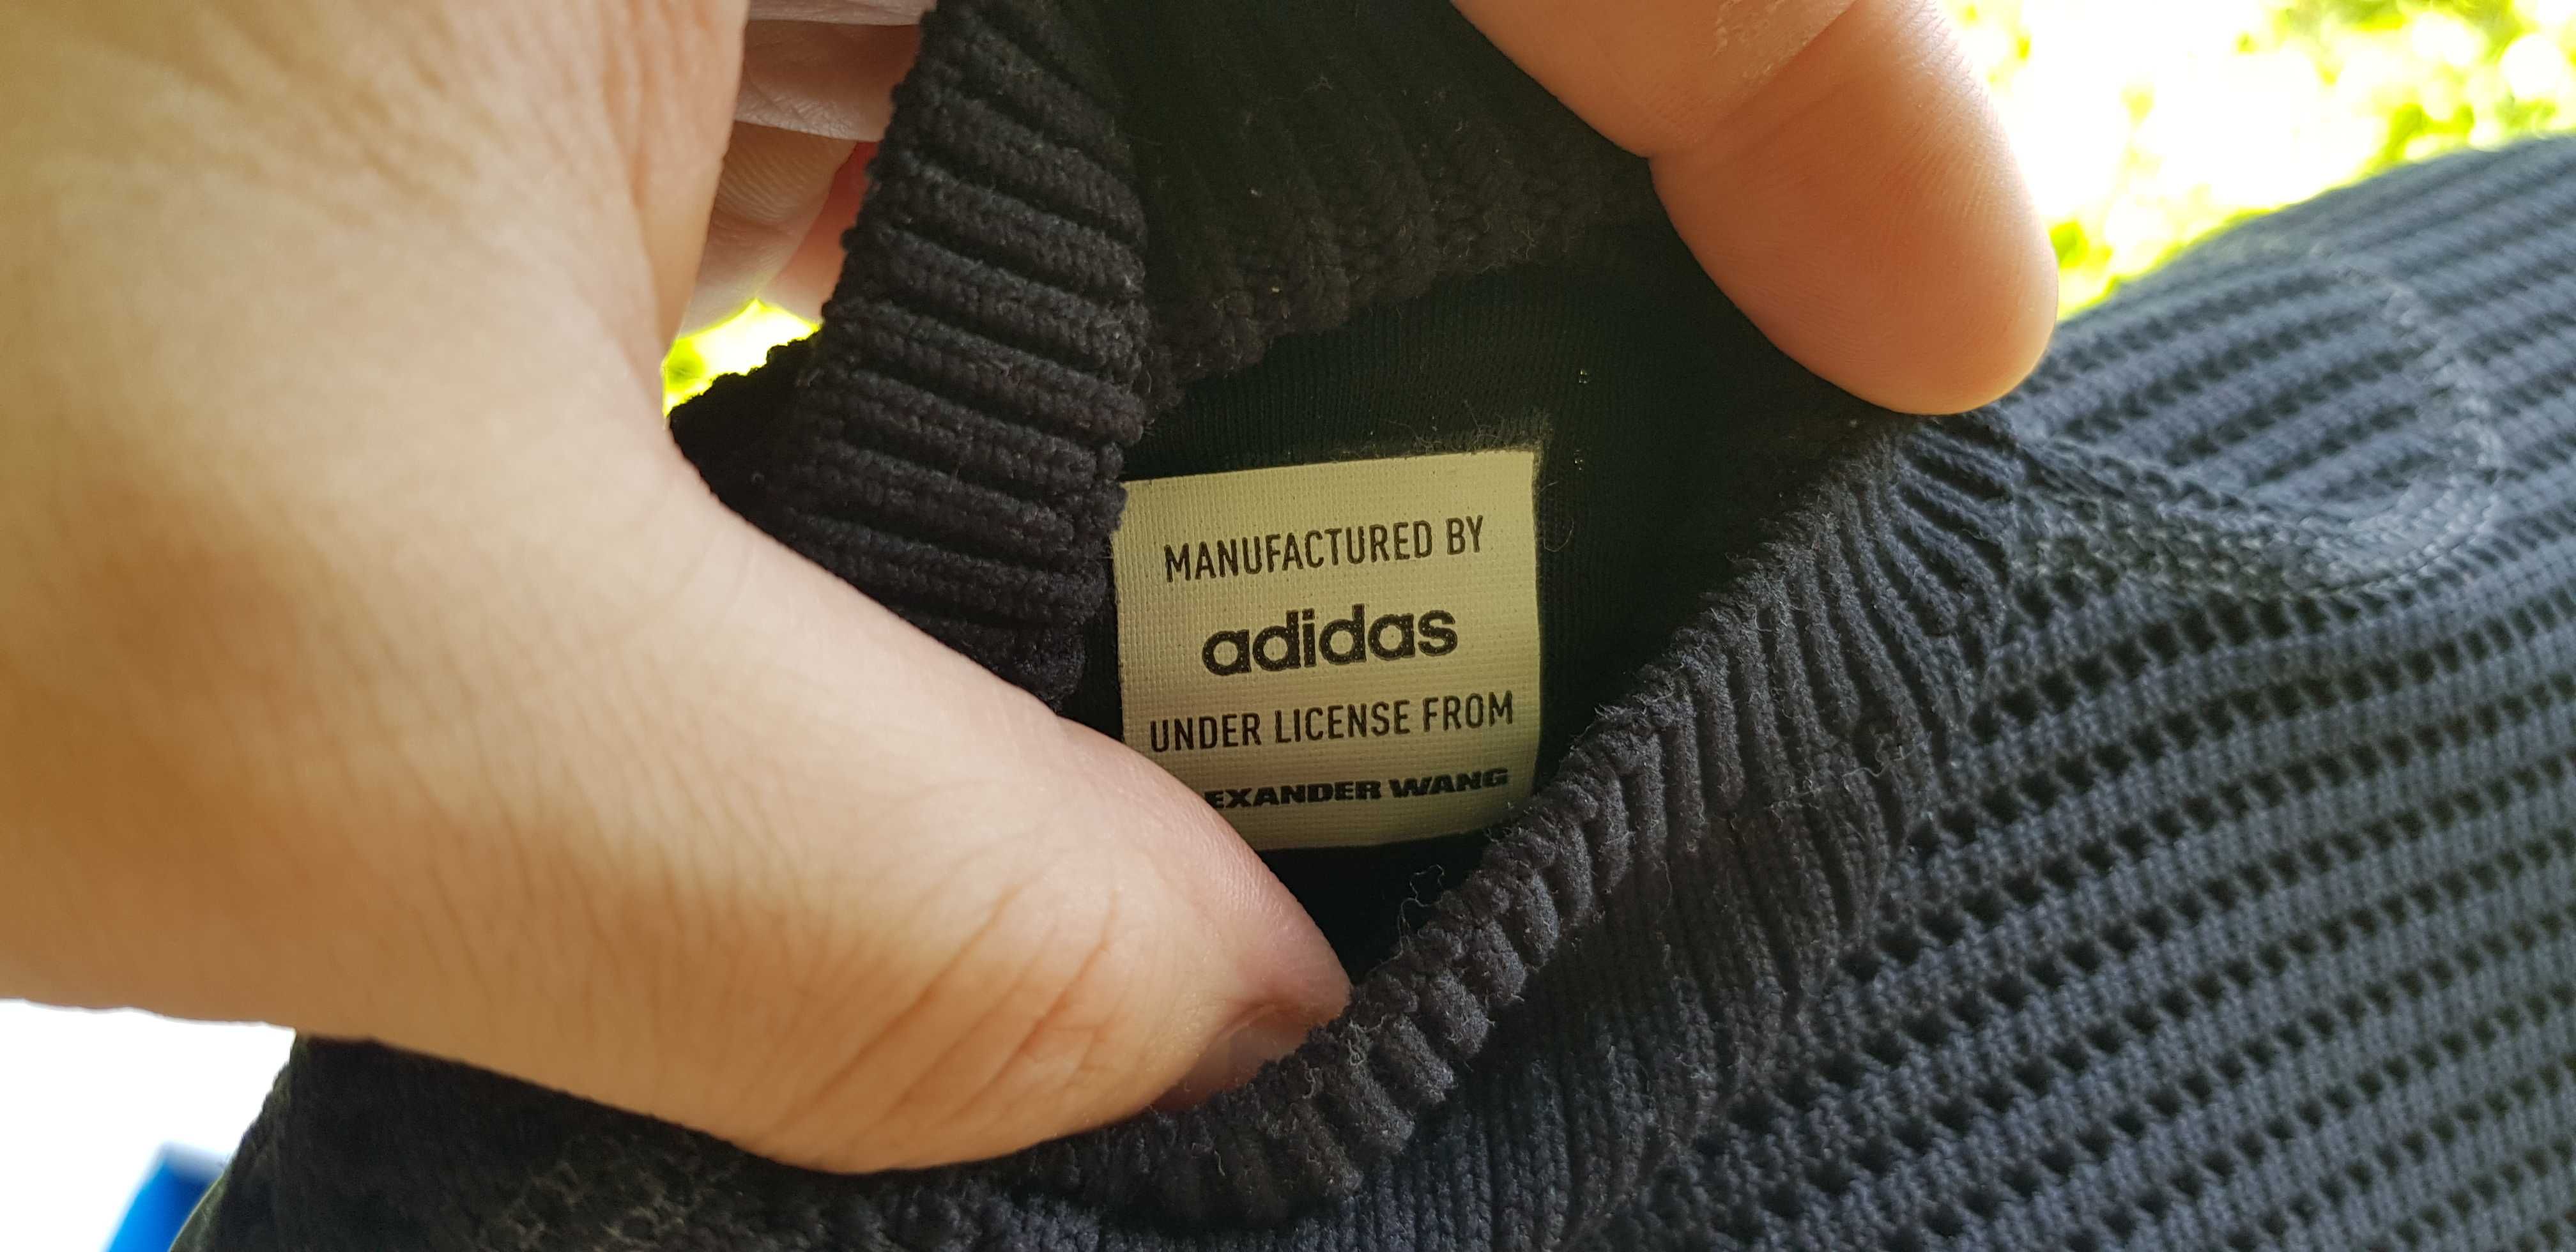 MANUFACTURED BY
adidas
UNDER LICENSE FROM
EXANDER WANG